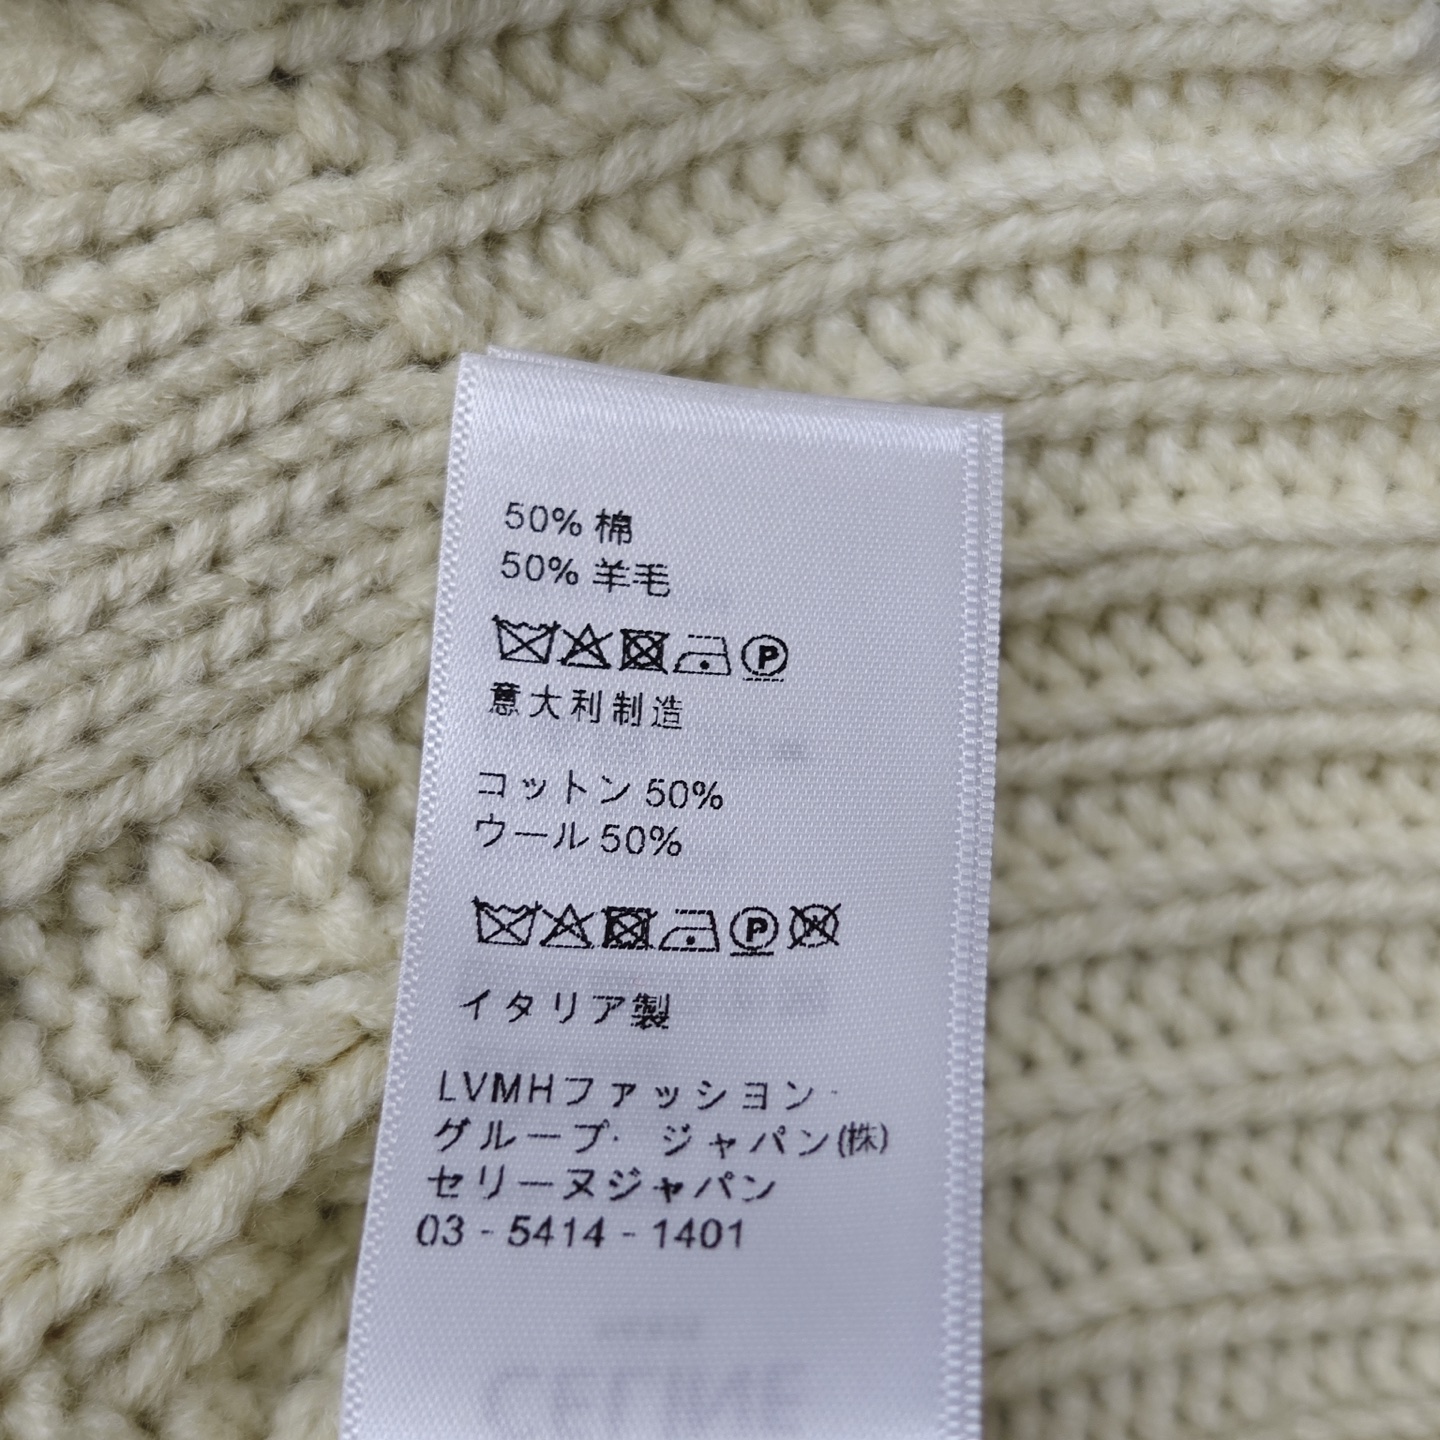 50% 棉
50% 羊毛
P
意大利制造
コットン 50%
ウール 50%
P W
イタリア製
LVMHファッション·
グループ· ジャパン(株)
セリーヌジャパン
03 - 5414 - 1401
CELINE